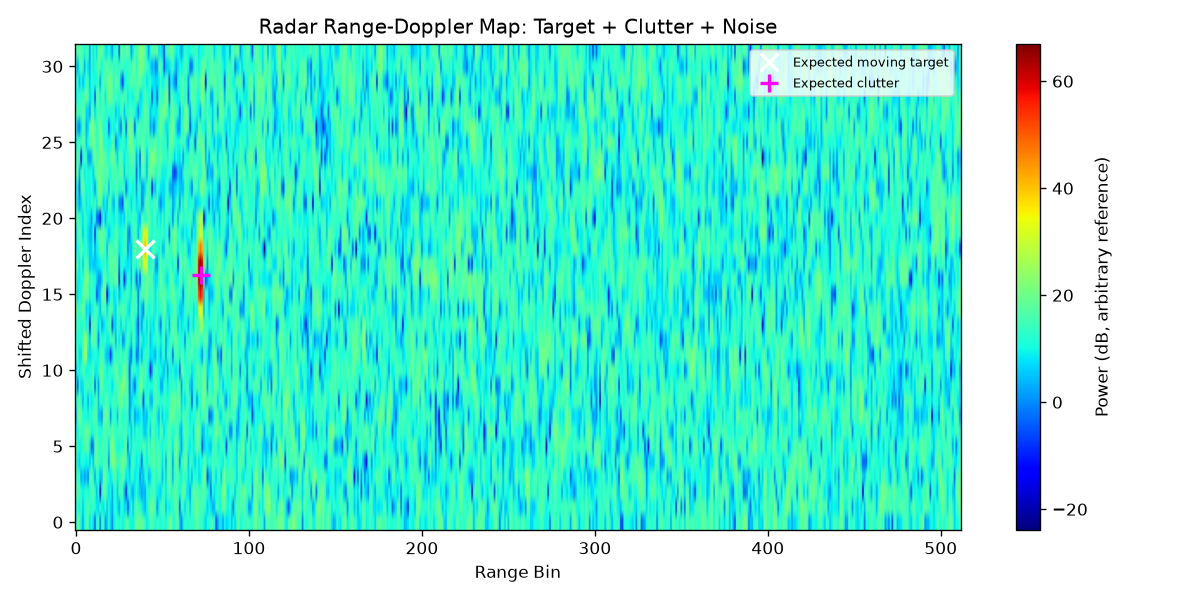 Radar Range-Doppler Map: Target + Clutter + Noise
Expected moving target
Expected clutter
Shifted Doppler Index
30
25
20
15
10
5
0
0 100 200 300 400 500
Range Bin
60
40
20
0
−20
Power (dB, arbitrary reference)